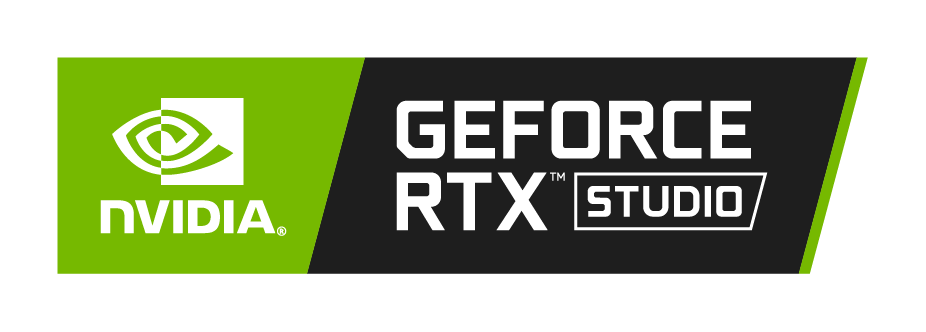 NVIDIA®
GEFORCE
RTX™ STUDIO